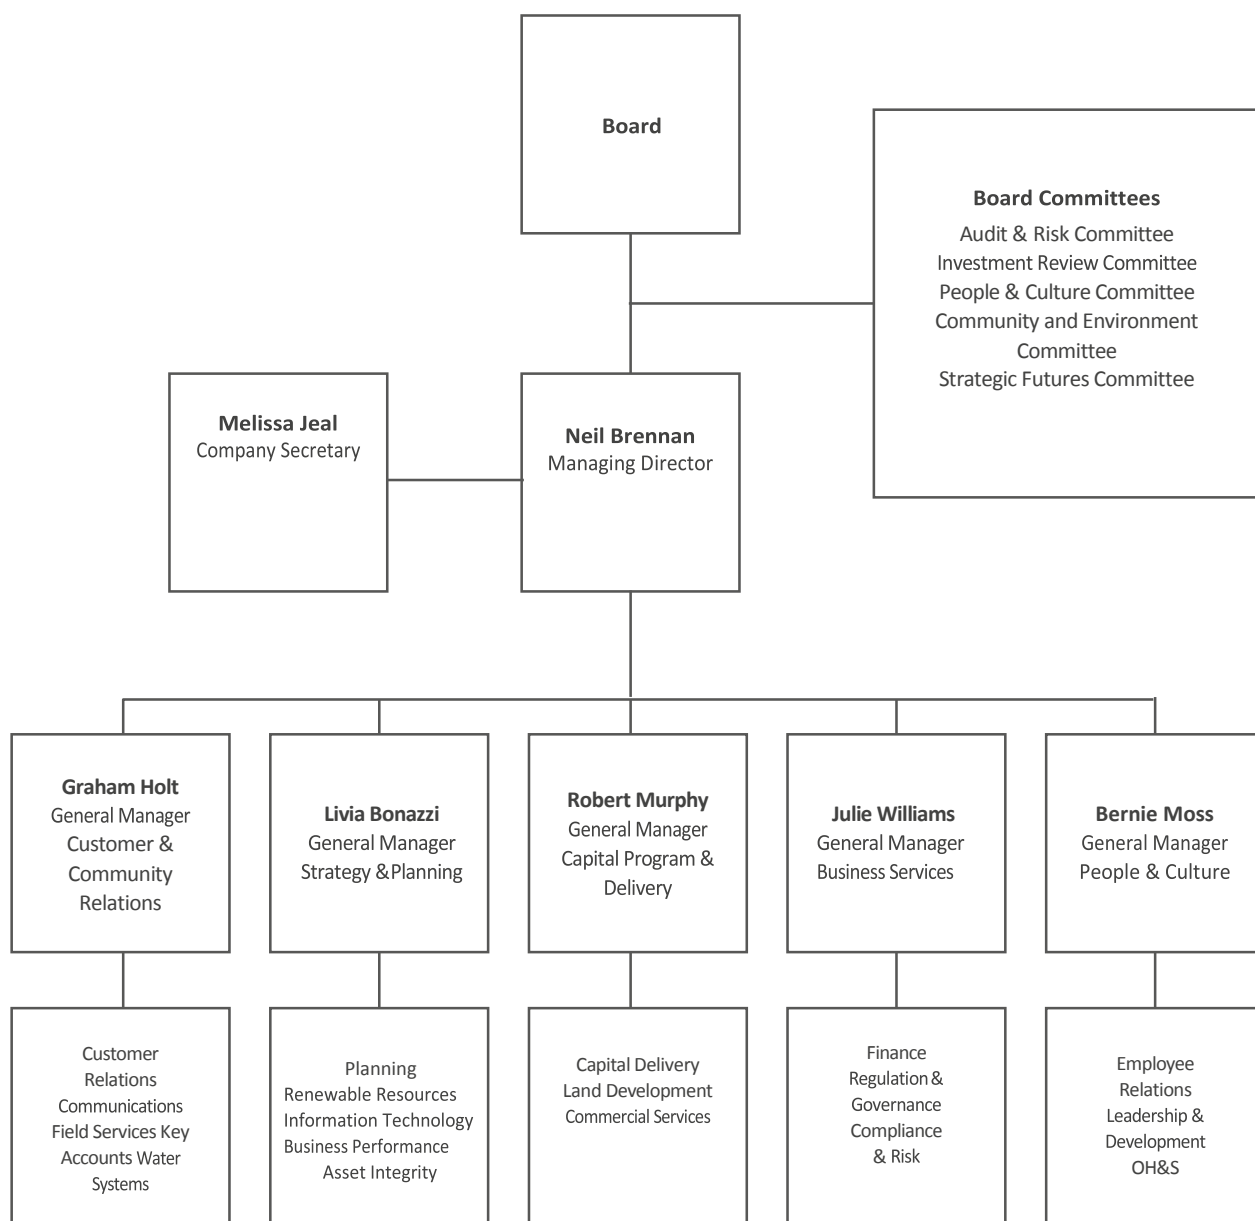 Board
Board Committees
Audit & Risk Committee
Investment Review Committee
People & Culture Committee
Community and Environment
Committee
Strategic Futures Committee
Melissa Jeal
Company Secretary
Neil Brennan
Managing Director
Graham Holt
General Manager
Customer &
Community
Relations
Livia Bonazzi
General Manager
Strategy &Planning
Robert Murphy
General Manager
Capital Program &
Delivery
Julie Williams
General Manager
Business Services
Bernie Moss
General Manager
People & Culture
Customer
Relations
Communications
Field Services Key
Accounts Water
Systems
Planning
Renewable Resources
Information Technology
Business Performance
Asset Integrity
Capital Delivery
Land Development
Commercial Services
Finance
Regulation &
Governance
Compliance
& Risk
Employee
Relations
Leadership &
Development
OH&S